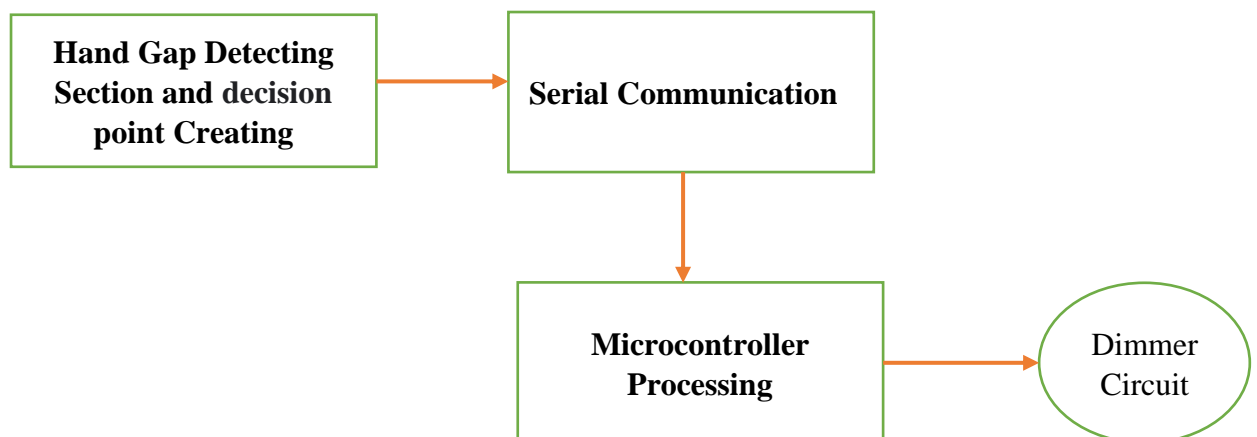 Hand Gap Detecting
Section and decision
point Creating
Serial Communication
Microcontroller
Processing
Dimmer
Circuit